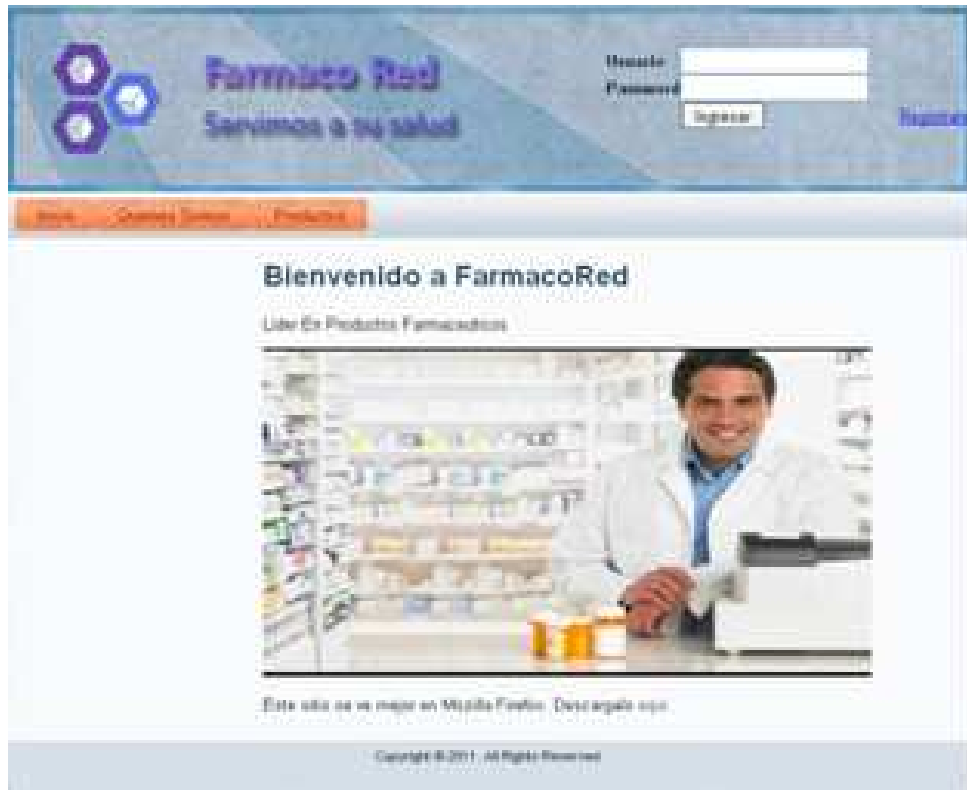 Farmaco Red
Servimos a su salud
Usuario
Password
Ingresar
Inicio Quienes Somos Productos
Bienvenido a FarmacoRed
Lider En Productos Farmaceuticos
Este sitio se ve mejor en Mozilla Firefox. Descargalo aqui
Copyright © 2011. All Rights Reserved